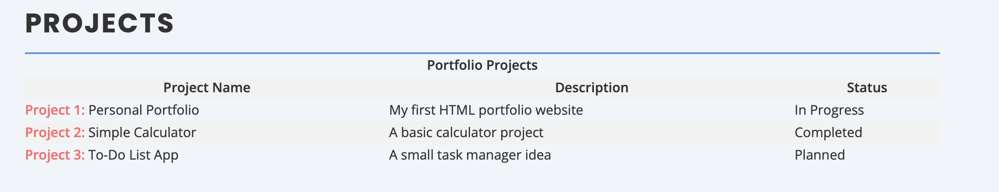 PROJECTS
Portfolio Projects
Project Name Description Status
Project 1: Personal Portfolio My first HTML portfolio website In Progress
Project 2: Simple Calculator A basic calculator project Completed
Project 3: To-Do List App A small task manager idea Planned